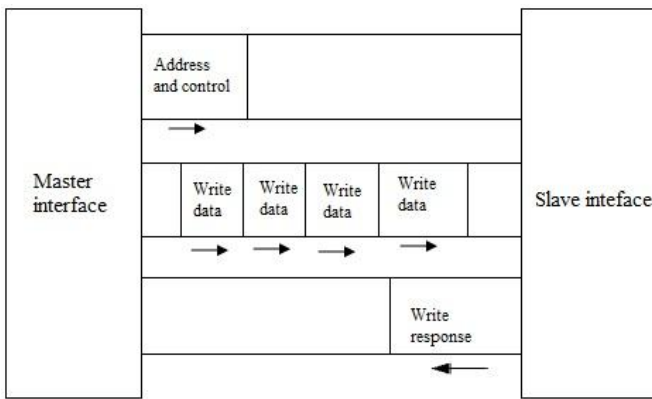 Address
and control
Master
interface
Write
data
Write
data
Write
data
Write
data
Slave inteface
Write
response